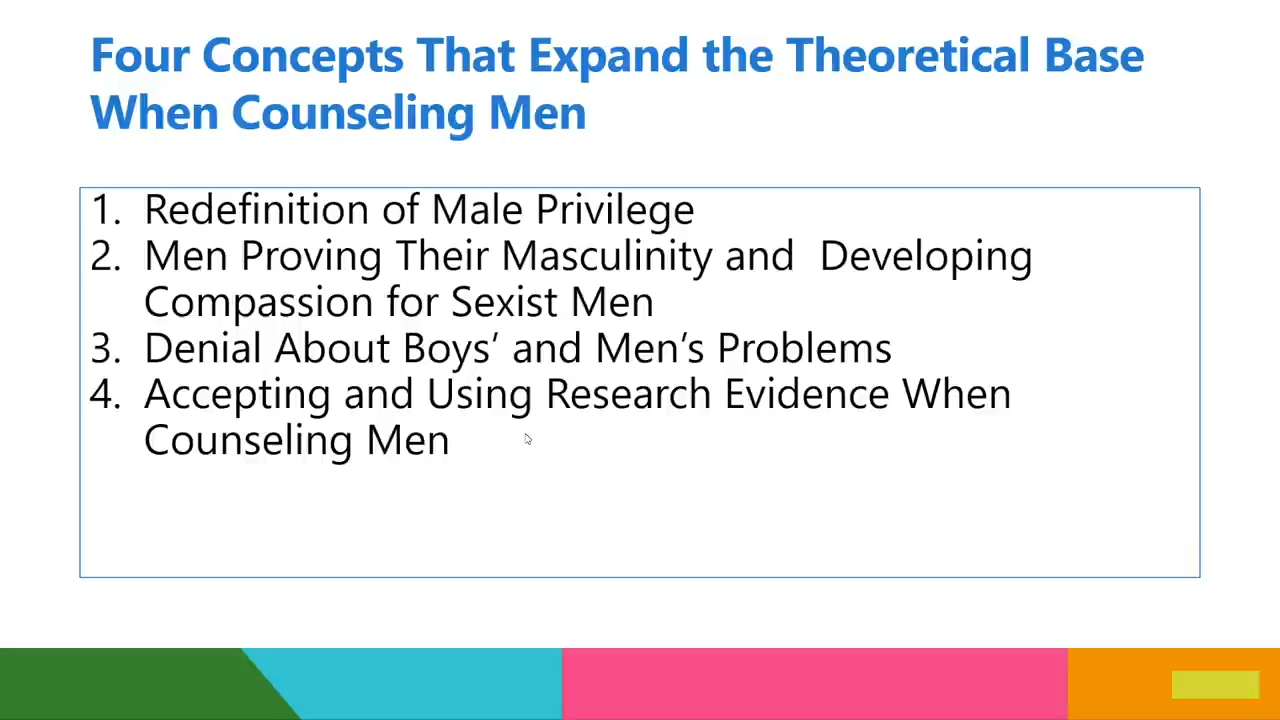 Four Concepts That Expand the Theoretical Base
When Counseling Men
1. Redefinition of Male Privilege
2. Men Proving Their Masculinity and  Developing
Compassion for Sexist Men
3. Denial About Boys’ and Men’s Problems
4. Accepting and Using Research Evidence When
Counseling Men